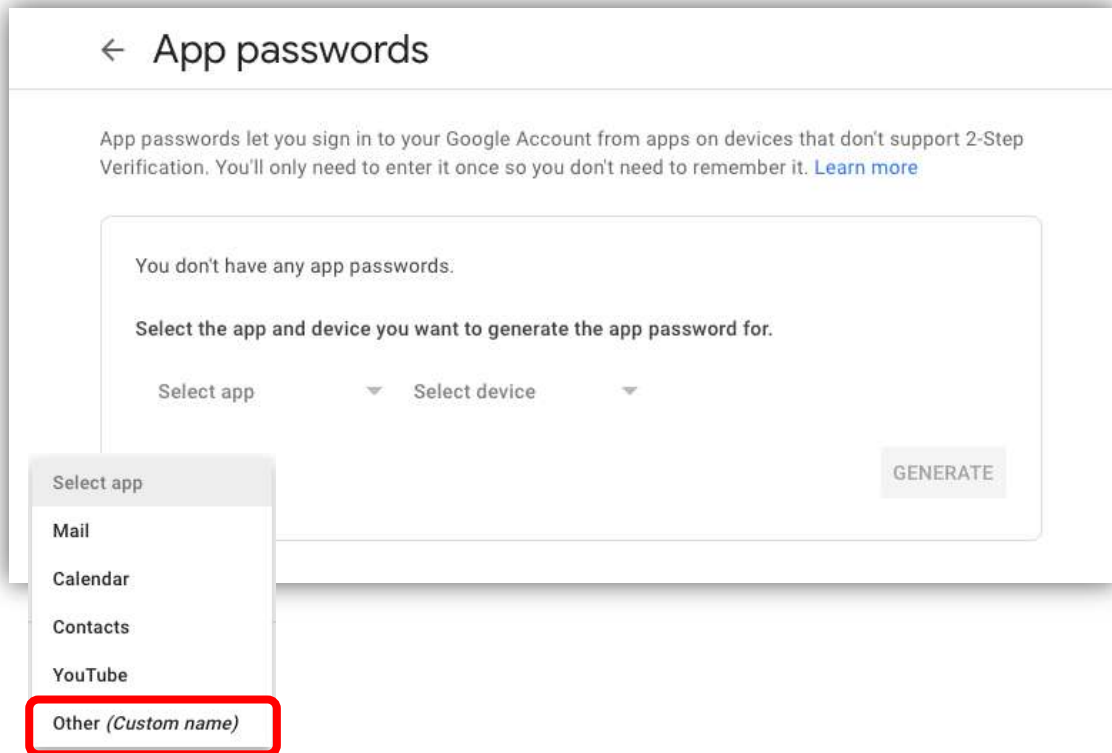 App passwords
App passwords let you sign in to your Google Account from apps on devices that don't support 2-Step
Verification. You'll only need to enter it once so you don't need to remember it. Learn more
You don't have any app passwords.
Select the app and device you want to generate the app password for.
Select app Select device
GENERATE
Select app
Mail
Calendar
Contacts
YouTube
Other (Custom name)